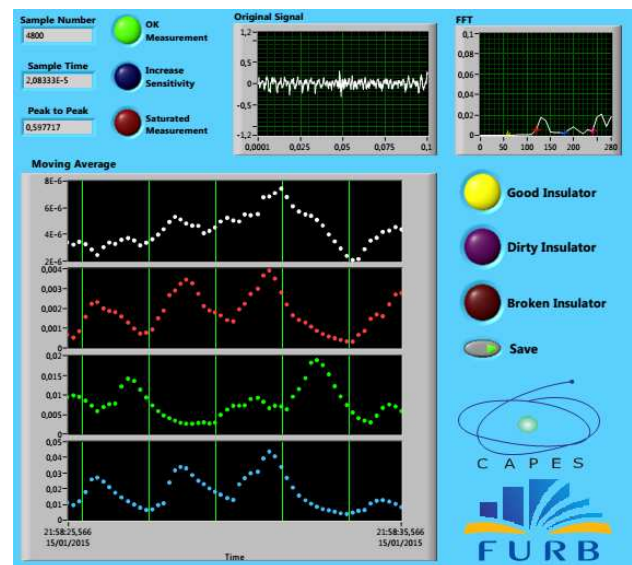 Sample Number
4800
OK
Measurement
Sample Time
2,08333E-5
Increase
Sensitivity
Peak to Peak
0,597717
Saturated
Measurement
Original Signal
1,2
0,5
0
-0,5
-1,2
0,0001 0,025 0,05 0,075 0,1
FFT
0,1
0,08
0,06
0,04
0,02
0
0 50 100 150 200 280
Moving Average
8E-6
6E-6
4E-6
2E-6
0,004
0,003
0,002
0,001
0
0,02
0,015
0,01
0,005
0
0,05
0,04
0,03
0,02
0,01
0
21:58:25,566
15/01/2015
21:58:35,566
15/01/2015
Time
Good Insulator
Dirty Insulator
Broken Insulator
Save
CAPES
FURB